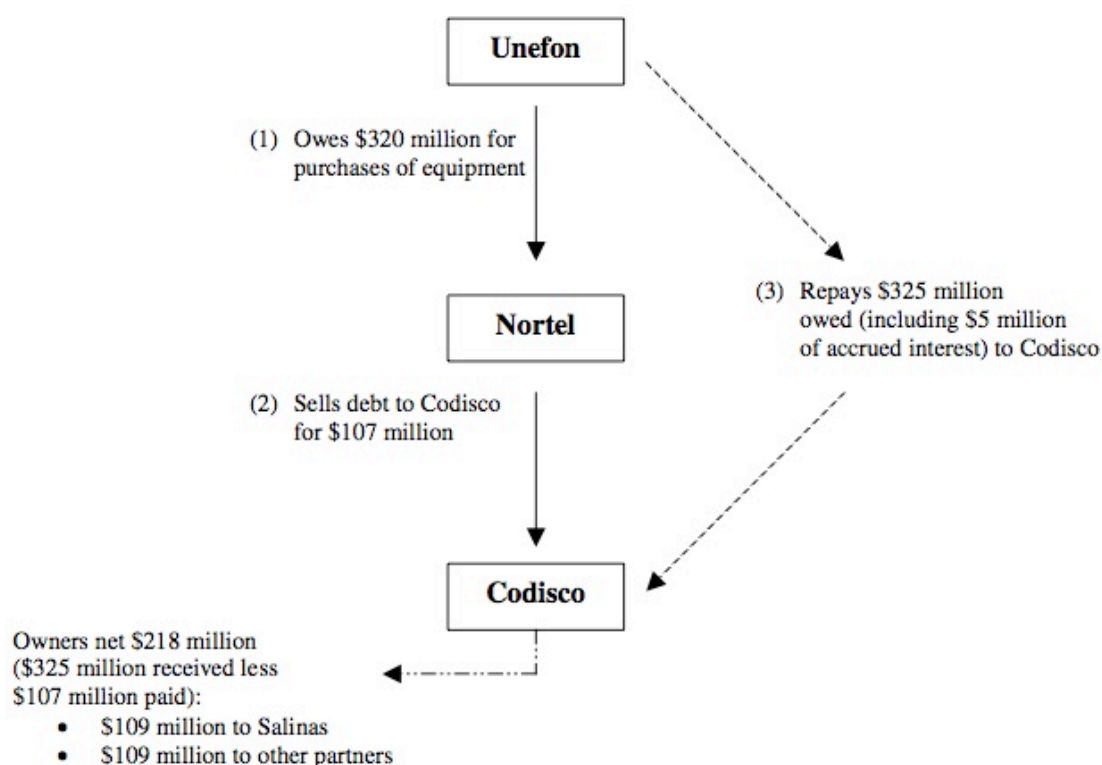 Unefon
(1) Owes $320 million for
purchases of equipment
Nortel
(3) Repays $325 million
owed (including $5 million
of accrued interest) to Codisco
(2) Sells debt to Codisco
for $107 million
Codisco
Owners net $218 million
($325 million received less
$107 million paid):
• $109 million to Salinas
• $109 million to other partners